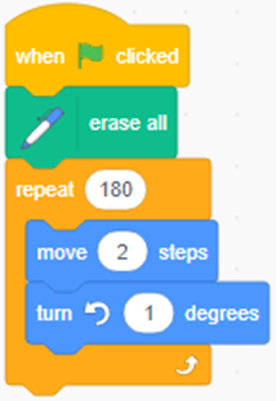 when clicked
erase all
repeat 180
move 2 steps
turn 1 degrees